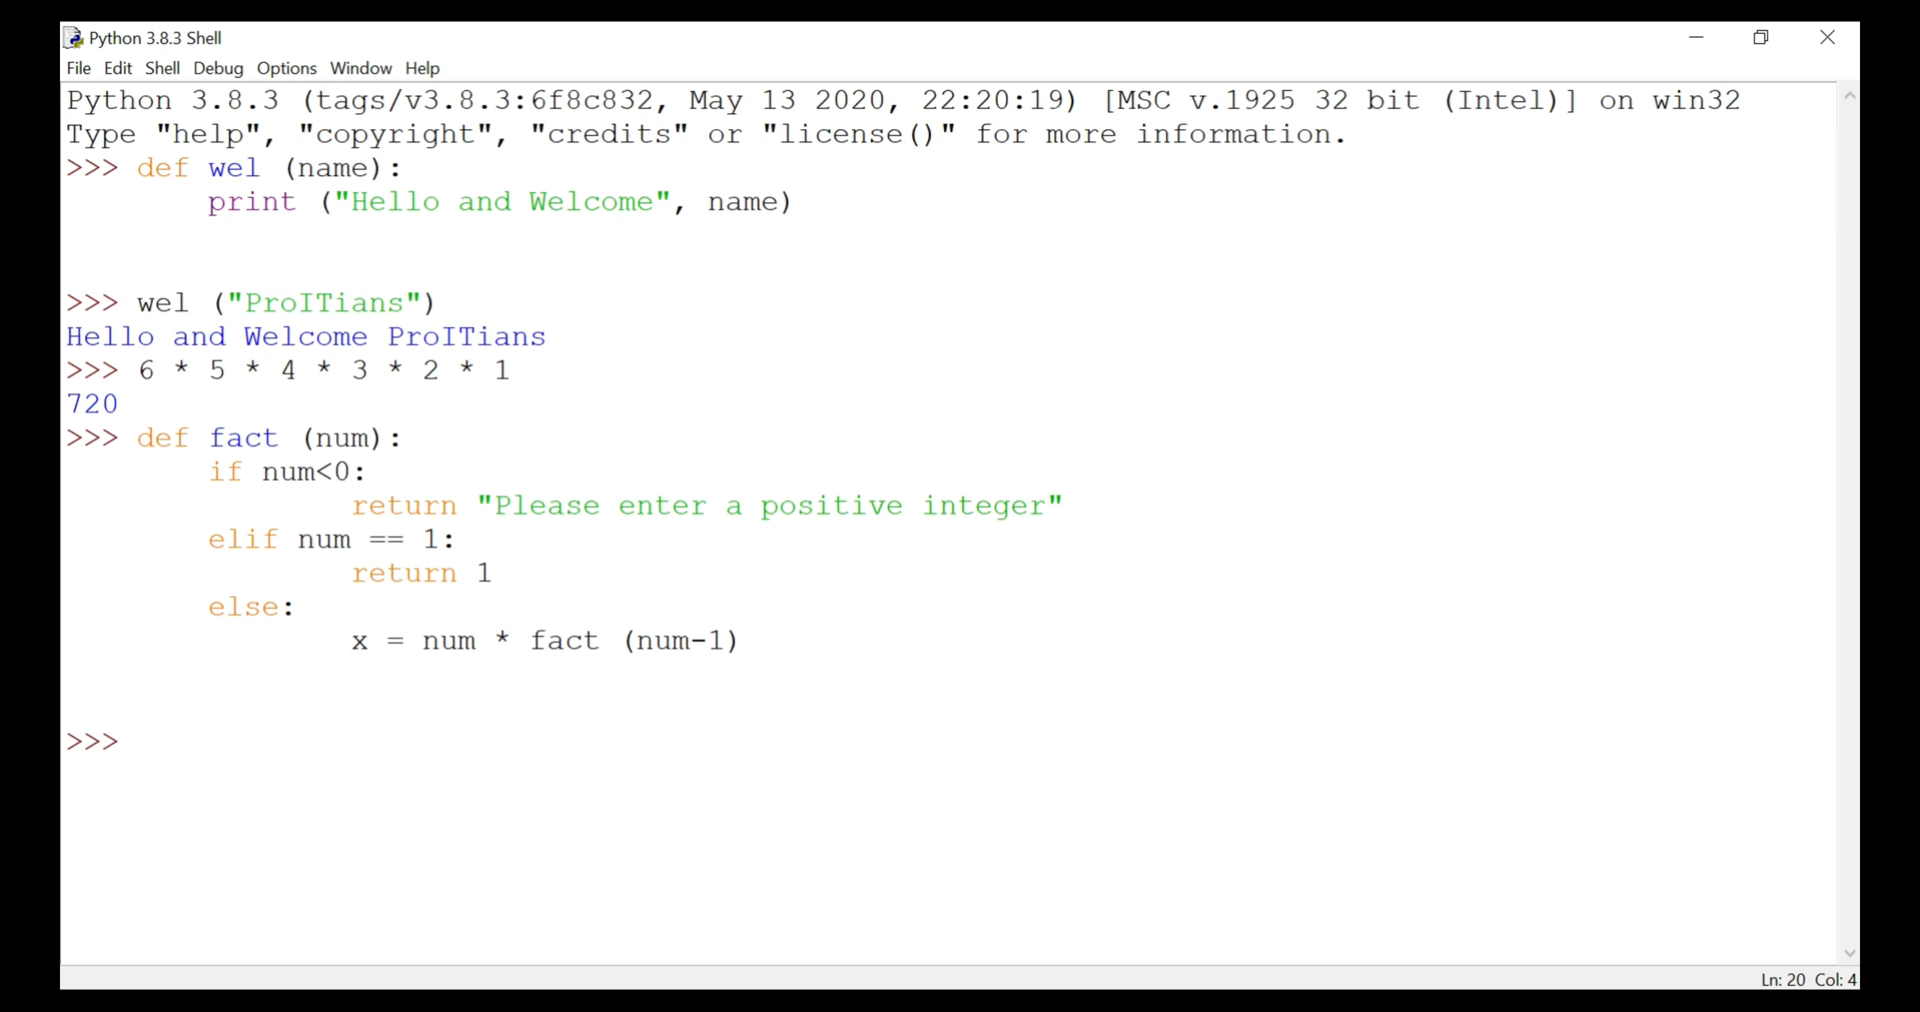 Python 3.8.3 Shell
File Edit Shell Debug Options Window Help
Python 3.8.3 (tags/v3.8.3:6f8c832, May 13 2020, 22:20:19) [MSC v.1925 32 bit (Intel)] on win32
Type "help", "copyright", "credits" or "license()" for more information.
>>> def wel (name):
        print ("Hello and Welcome", name)
>>> wel ("ProITians")
Hello and Welcome ProITians
>>> 6 * 5 * 4 * 3 * 2 * 1
720
>>> def fact (num):
        if num<0:
                return "Please enter a positive integer"
        elif num == 1:
                return 1
        else:
                x = num * fact (num-1)
>>>
Ln: 20 Col: 4